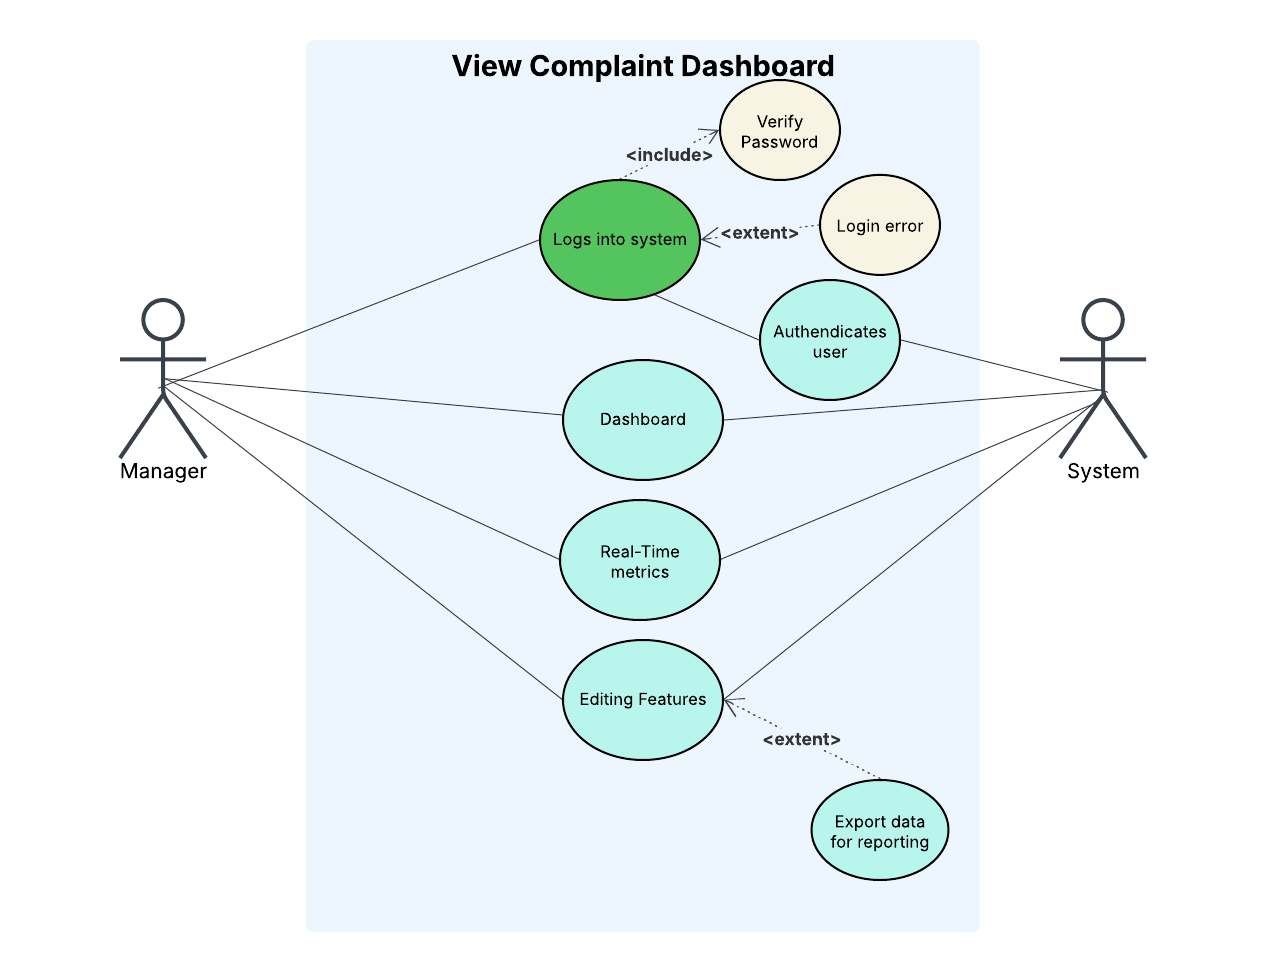 View Complaint Dashboard
Verify
Password
<include>
Logs into system
<extent>
Login error
Authendicates
user
Manager
System
Dashboard
Real-Time
metrics
Editing Features
<extent>
Export data
for reporting